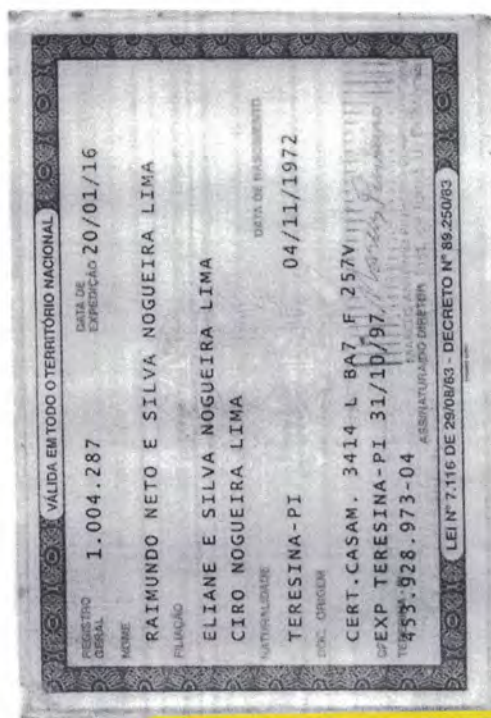 VÁLIDA EM TODO O TERRITÓRIO NACIONAL
REGISTRO GERAL 1.004.287 DATA DE EXPEDIÇÃO 20/01/16
NOME
RAIMUNDO NETO E SILVA NOGUEIRA LIMA
FILIAÇÃO
ELIANE E SILVA NOGUEIRA LIMA
CIRO NOGUEIRA LIMA
NATURALIDADE DATA DE NASCIMENTO
TERESINA-PI 04/11/1972
DOC. ORIGEM
CERT.CASAM. 3414 L BA7 F 257V
EXP TERESINA-PI 31/10/97
453.928.973-04
ASSINATURA DO DIRETOR
LEI Nº 7.116 DE 29/08/83 - DECRETO Nº 89.250/83